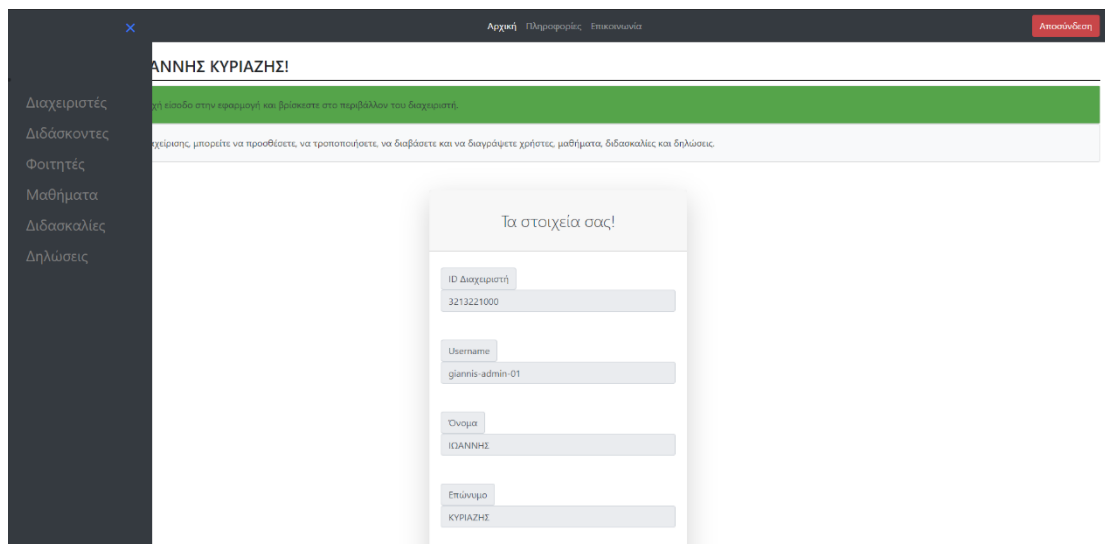 ×
Αρχική Πληροφορίες Επικοινωνία
Αποσύνδεση
ΑΝΝΗΣ ΚΥΡΙΑΖΗΣ!
Διαχειριστές
Διδάσκοντες
Φοιτητές
Μαθήματα
Διδασκαλίες
Δηλώσεις
χή είσοδο στην εφαρμογή και βρίσκεστε στο περιβάλλον του διαχειριστή.
χείρισης, μπορείτε να προσθέσετε, να τροποποιήσετε, να διαβάσετε και να διαγράψετε χρήστες, μαθήματα, διδασκαλίες και δηλώσεις.
Τα στοιχεία σας!
ID Διαχειριστή
3213221000
Username
giannis-admin-01
Όνομα
ΙΩΑΝΝΗΣ
Επώνυμο
ΚΥΡΙΑΖΗΣ